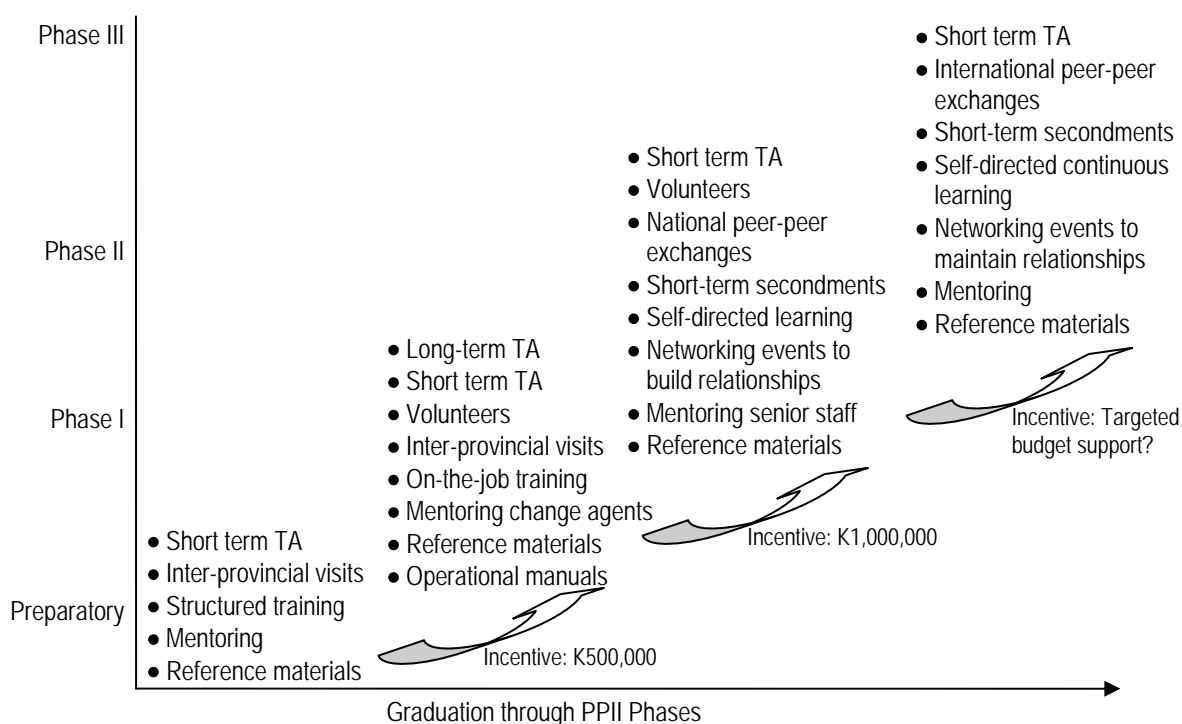 Phase III
Phase II
Phase I
Preparatory
• Short term TA
• Inter-provincial visits
• Structured training
• Mentoring
• Reference materials
Incentive: K500,000
• Long-term TA
• Short term TA
• Volunteers
• Inter-provincial visits
• On-the-job training
• Mentoring change agents
• Reference materials
• Operational manuals
Incentive: K1,000,000
• Short term TA
• Volunteers
• National peer-peer
exchanges
• Short-term secondments
• Self-directed learning
• Networking events to
build relationships
• Mentoring senior staff
• Reference materials
Incentive: Targeted
budget support?
• Short term TA
• International peer-peer
exchanges
• Short-term secondments
• Self-directed continuous
learning
• Networking events to
maintain relationships
• Mentoring
• Reference materials
Graduation through PPII Phases